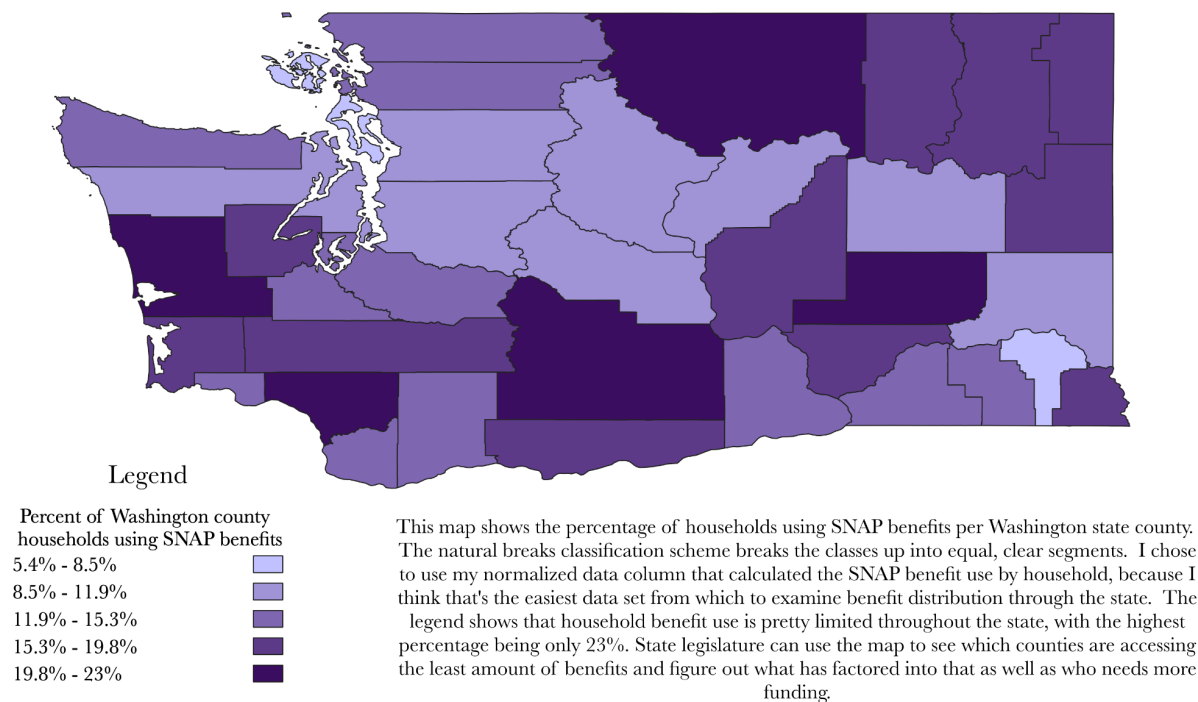 Legend
Percent of Washington county
households using SNAP benefits
5.4% - 8.5%
8.5% - 11.9%
11.9% - 15.3%
15.3% - 19.8%
19.8% - 23%
This map shows the percentage of households using SNAP benefits per Washington state county.
The natural breaks classification scheme breaks the classes up into equal, clear segments.  I chose
to use my normalized data column that calculated the SNAP benefit use by household, because I
think that's the easiest data set from which to examine benefit distribution through the state.  The
legend shows that household benefit use is pretty limited throughout the state, with the highest
percentage being only 23%. State legislature can use the map to see which counties are accessing
the least amount of benefits and figure out what has factored into that as well as who needs more
funding.